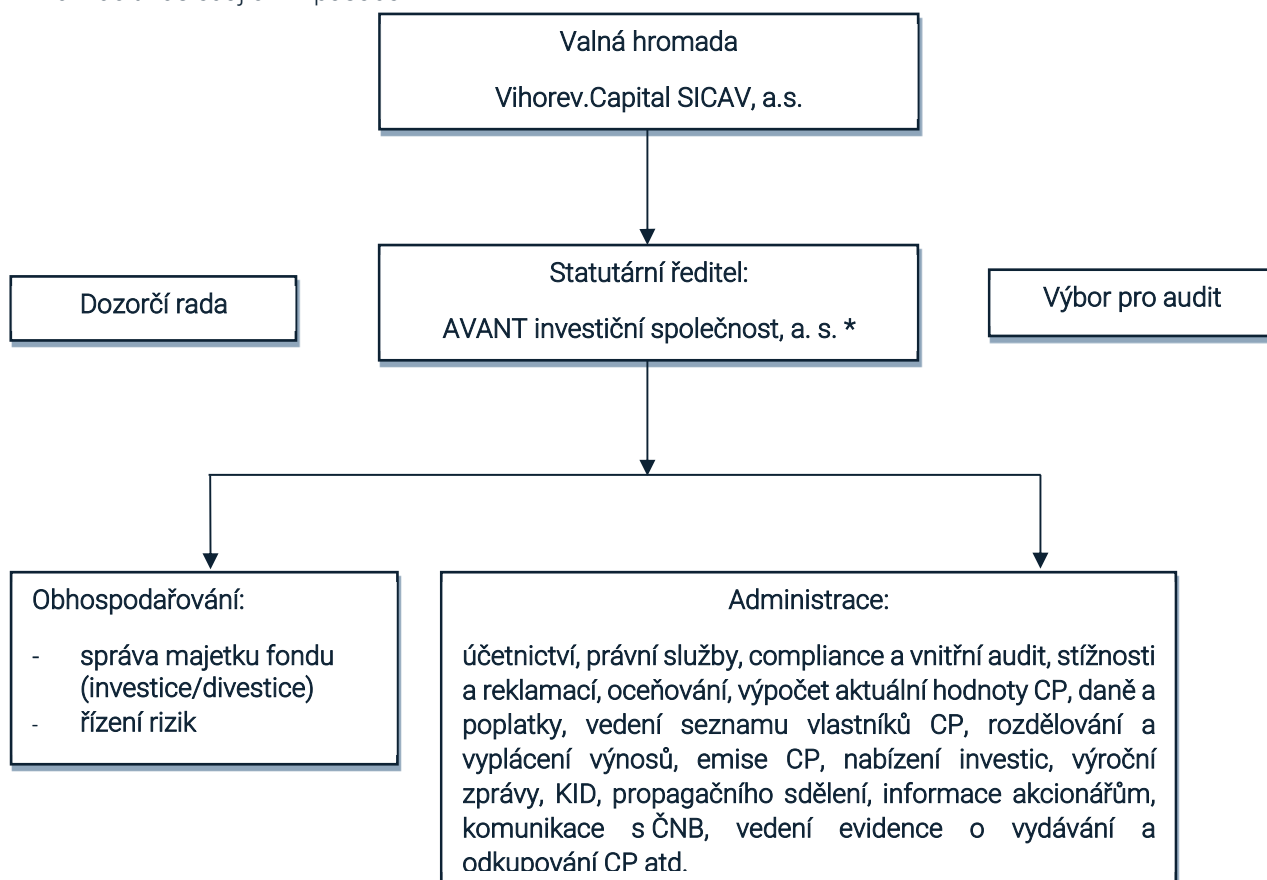 Valná hromada
Vihorev.Capital SICAV, a.s.
Statutární ředitel:
AVANT investiční společnost, a. s. *
Dozorčí rada
Výbor pro audit
Obhospodařování:
- správa majetku fondu
(investice/divestice)
- řízení rizik
Administrace:
účetnictví, právní služby, compliance a vnitřní audit, stížnosti
a reklamací, oceňování, výpočet aktuální hodnoty CP, daně a
poplatky, vedení seznamu vlastníků CP, rozdělování a
vyplácení výnosů, emise CP, nabízení investic, výroční
zprávy, KID, propagačního sdělení, informace akcionářům,
komunikace s ČNB, vedení evidence o vydávání a
odkupování CP atd.